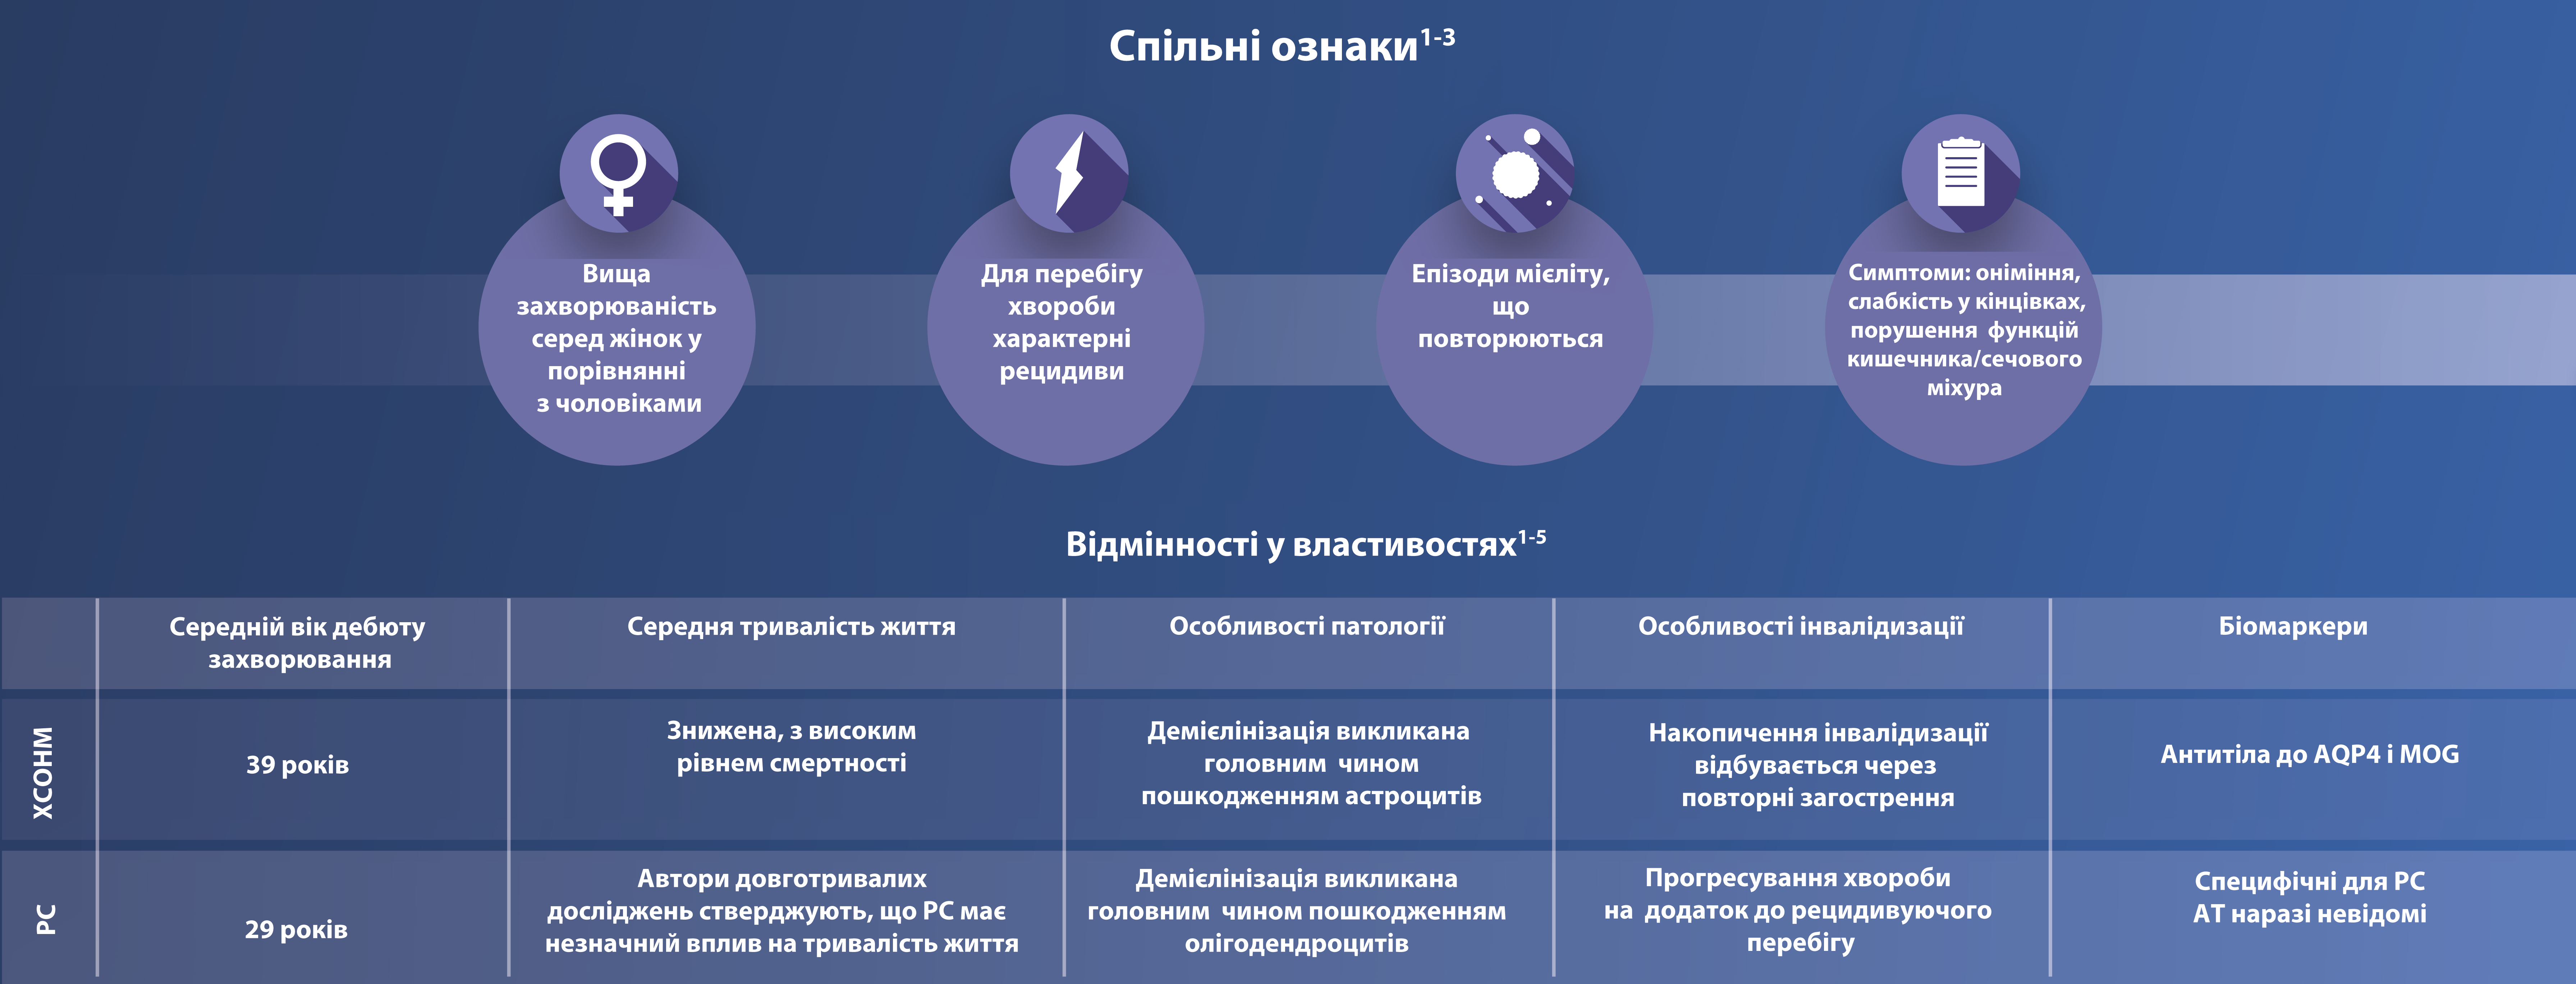 Спільні ознаки1-3
Вища
захворюваність
серед жінок у
порівнянні
з чоловіками
Для перебігу
хвороби
характерні
рецидиви
Епізоди мієліту,
що
повторюються
Симптоми: оніміння,
слабкість у кінцівках,
порушення функцій
кишечника/сечового
міхура
Відмінності у властивостях1-5
Середній вік дебюту
захворювання
Середня тривалість життя
Особливості патології
Особливості інвалідизації
Біомаркери
ХСОНМ
39 років
Знижена, з високим
рівнем смертності
Демієлінізація викликана
головним чином
пошкодженням астроцитів
Накопичення інвалідизації
відбувається через
повторні загострення
Антитіла до AQP4 і MOG
РС
29 років
Автори довготривалих
досліджень стверджують, що РС має
незначний вплив на тривалість життя
Демієлінізація викликана
головним чином пошкодженням
олігодендроцитів
Прогресування хвороби
на додаток до рецидивуючого
перебігу
Специфічні для РС
АТ наразі невідомі